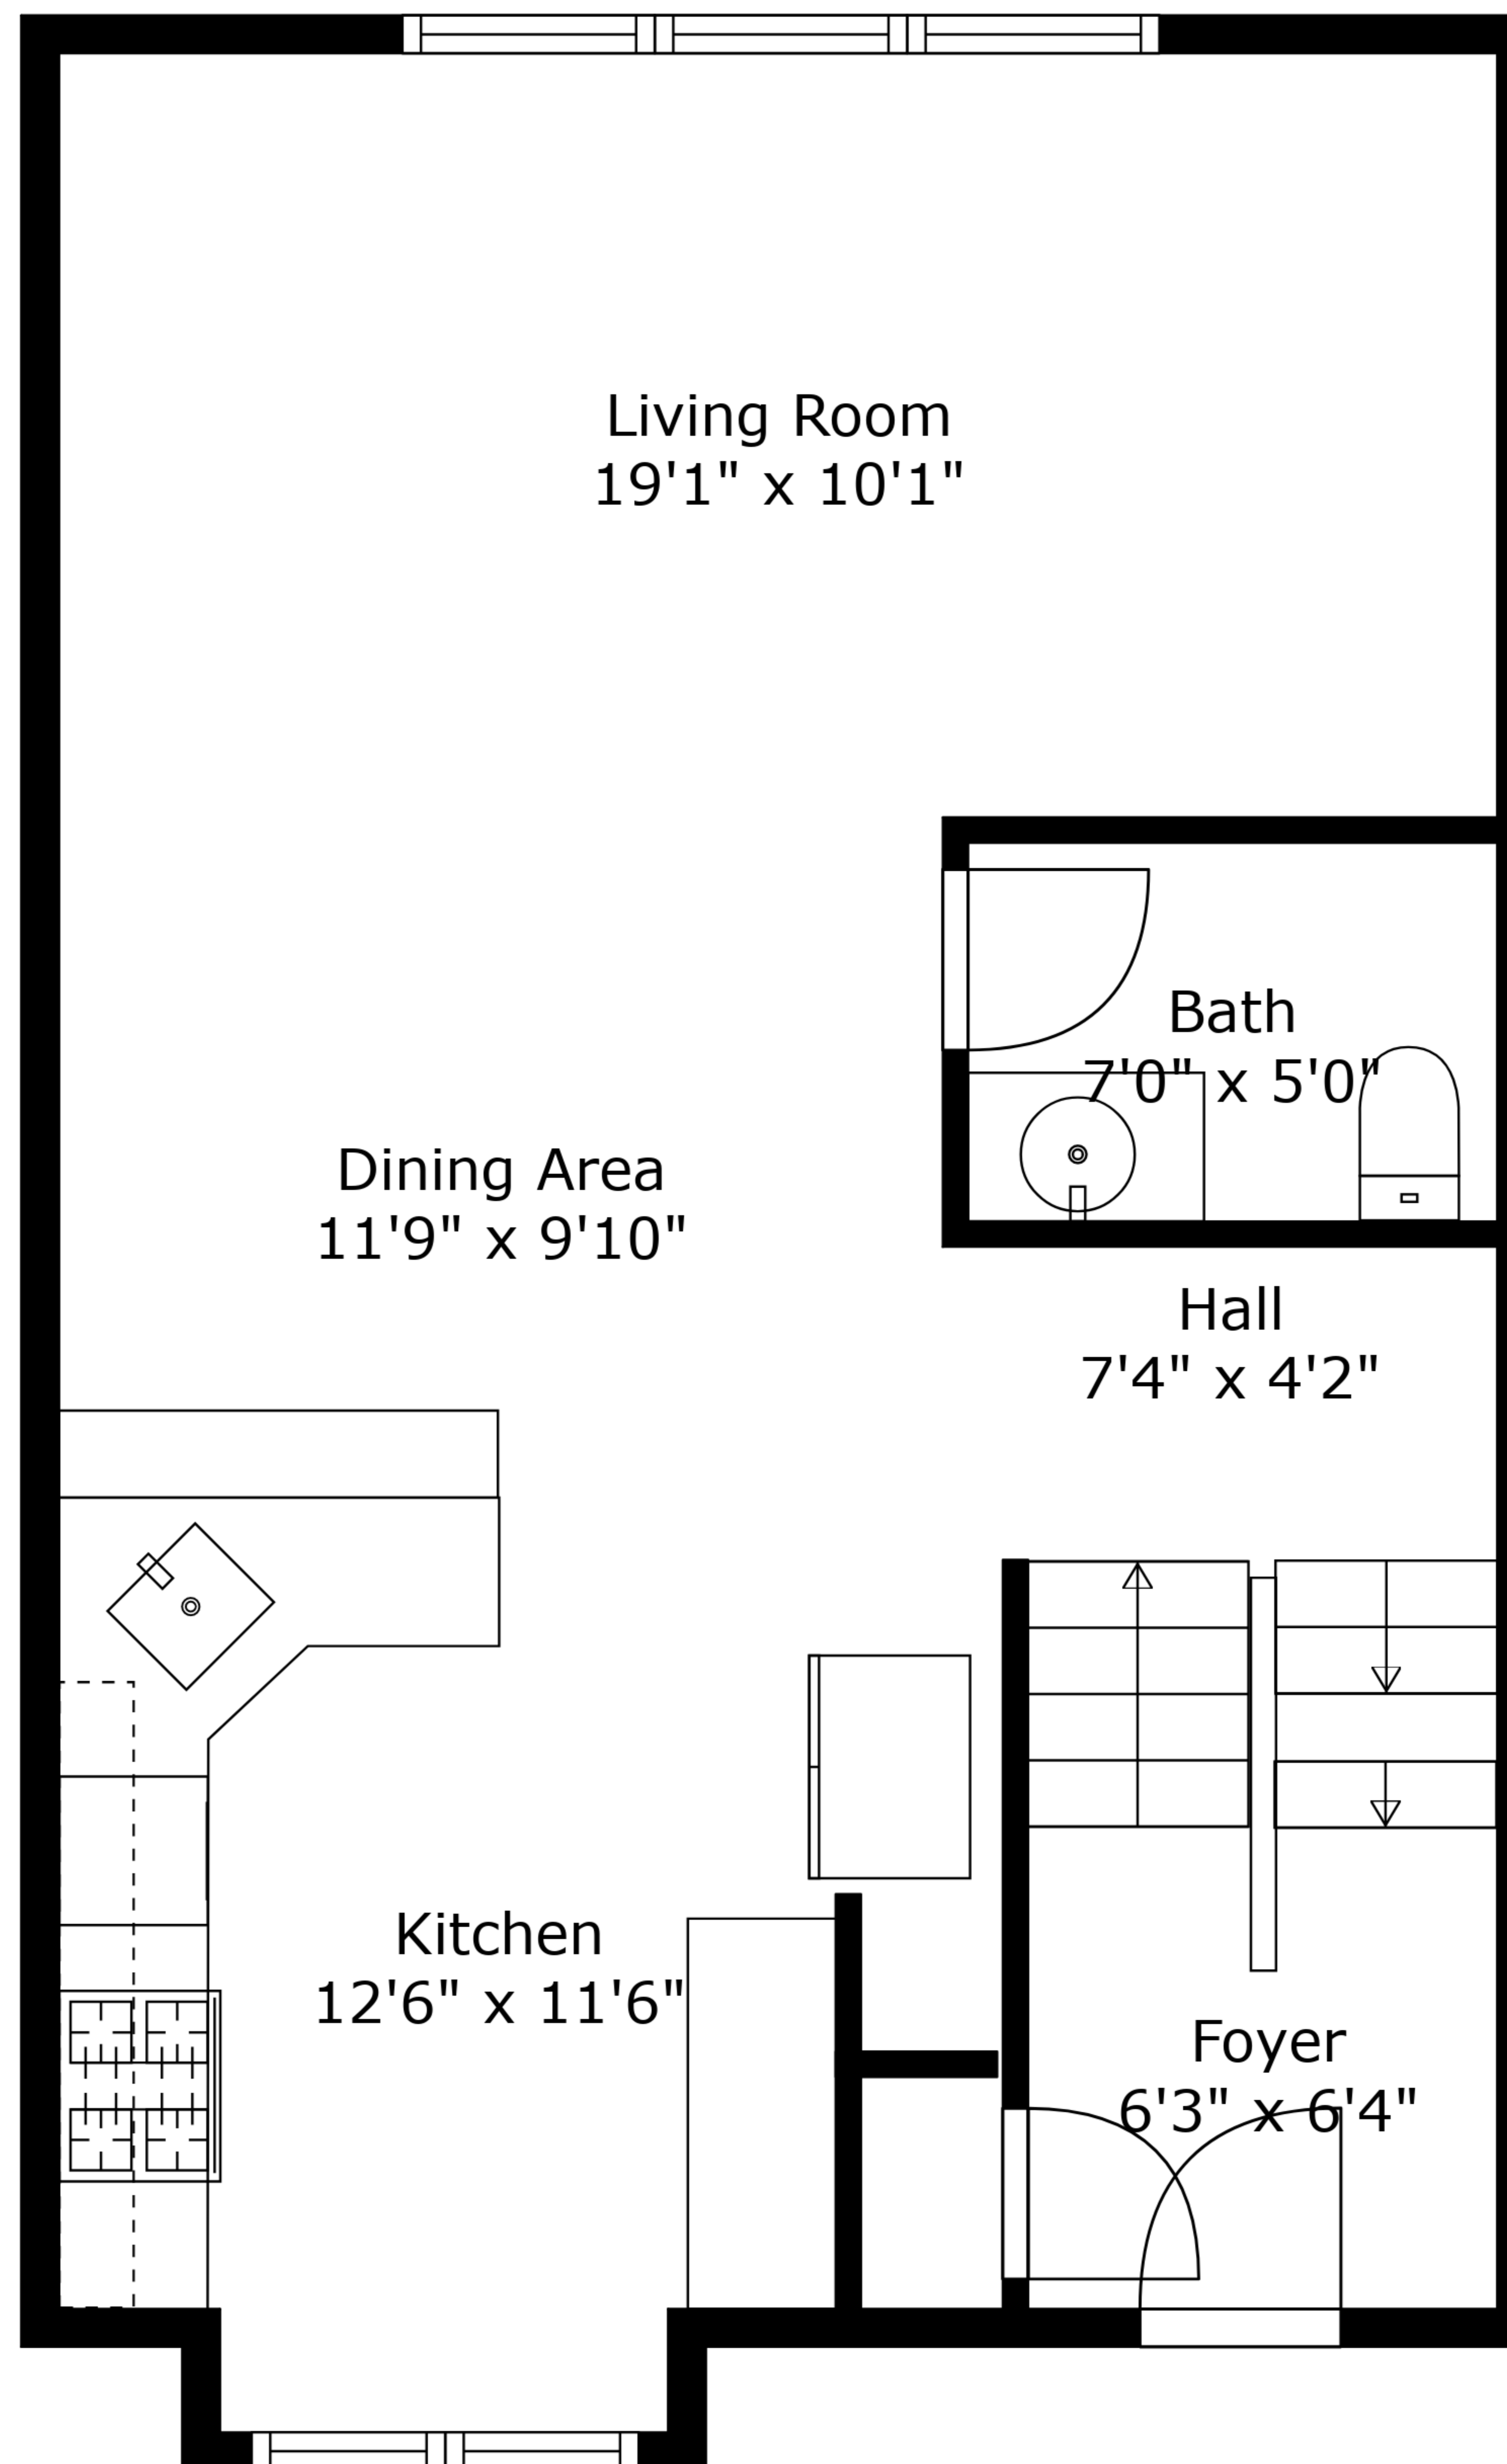 Living Room
19'1" x 10'1"
Bath
7'0" x 5'0"
Dining Area
11'9" x 9'10"
Hall
7'4" x 4'2"
Kitchen
12'6" x 11'6"
Foyer
6'3" x 6'4"